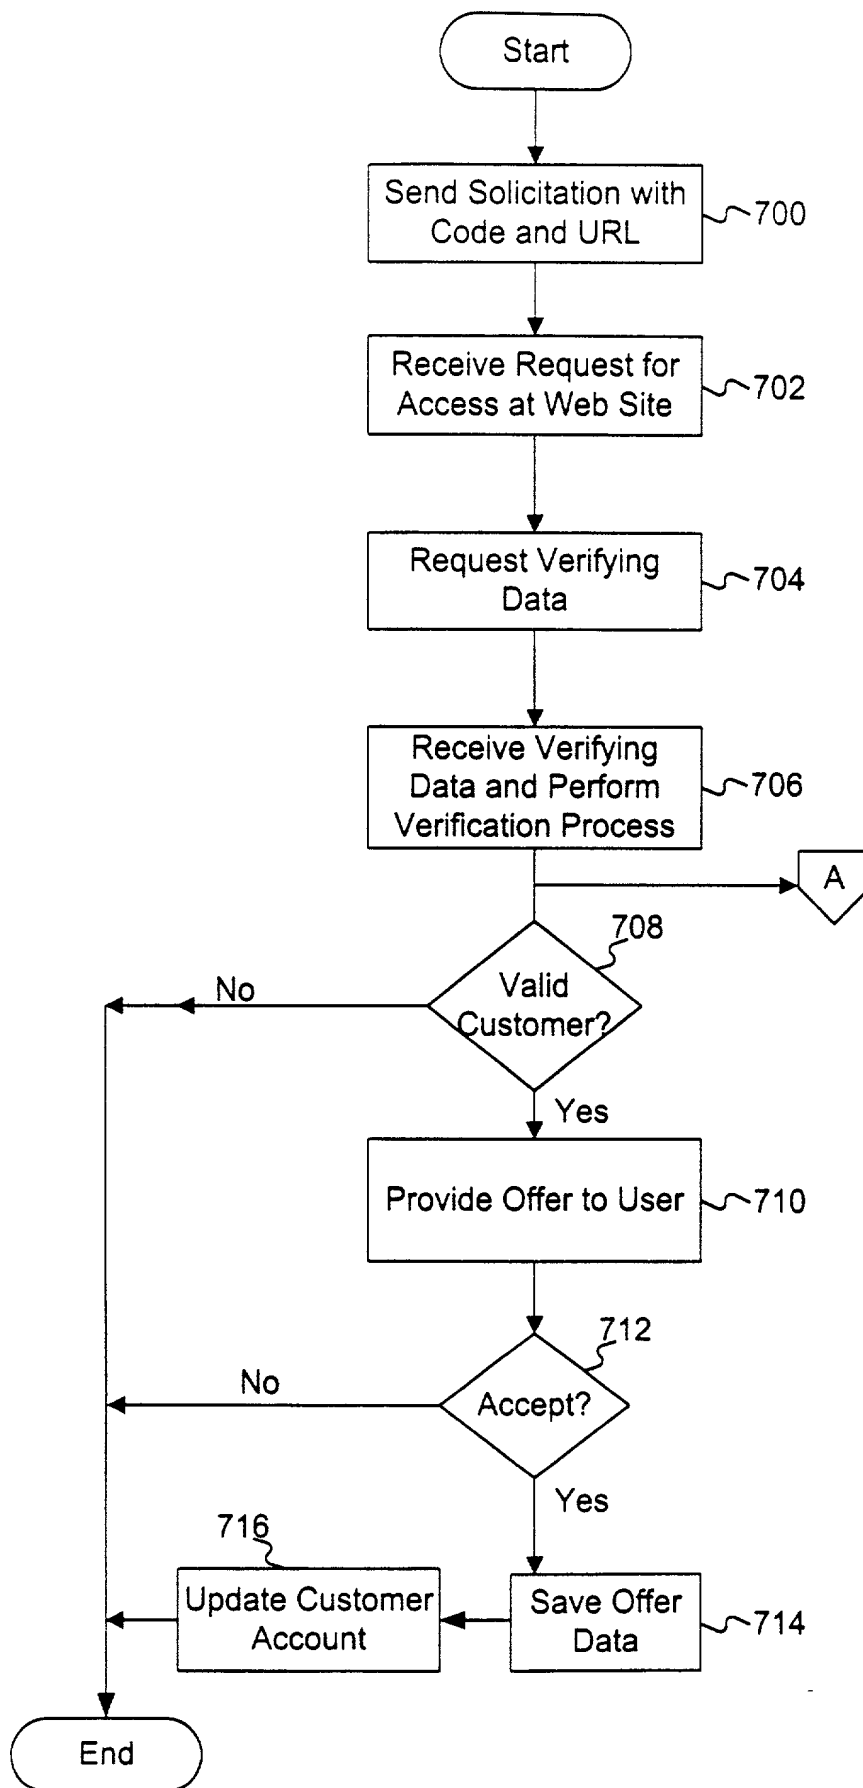 Start
Send Solicitation with
Code and URL
700
Receive Request for
Access at Web Site
702
Request Verifying
Data
704
Receive Verifying
Data and Perform
Verification Process
706
A
708
Valid
Customer?
No
Yes
Provide Offer to User
710
712
Accept?
No
Yes
716
Update Customer
Account
Save Offer
Data
714
End